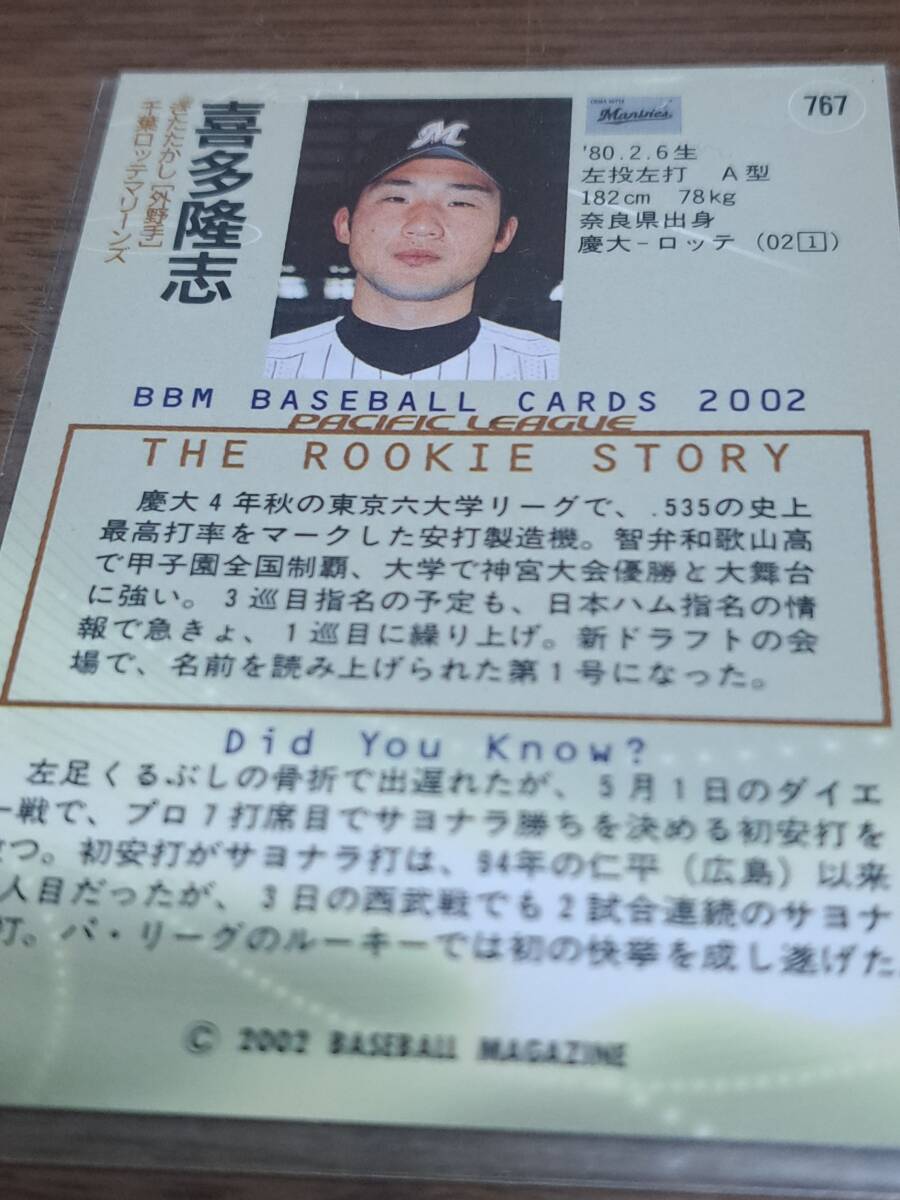 767
Marines
'80.2.6生
左投左打 A型
182cm 78kg
奈良県出身
慶大－ロッテ (02 1)
喜多隆志
きたたかし [外野手]
千葉ロッテマリーンズ
BBM BASEBALL CARDS 2002
PACIFIC LEAGUE
THE ROOKIE STORY
慶大4年秋の東京六大学リーグで、.535の史上
最高打率をマークした安打製造機。智弁和歌山高
で甲子園全国制覇、大学で神宮大会優勝と大舞台
に強い。3巡目指名の予定も、日本ハム指名の情
報で急きょ、1巡目に繰り上げ。新ドラフトの会
場で、名前を読み上げられた第1号になった。
Did You Know?
左足くるぶしの骨折で出遅れたが、5月1日のダイエ
ー戦で、プロ7打席目でサヨナラ勝ちを決める初安打を
つ。初安打がサヨナラ打は、94年の仁平（広島）以来
人目だったが、3日の西武戦でも2試合連続のサヨナ
打。パ・リーグのルーキーでは初の快挙を成し遂げた
© 2002 BASEBALL MAGAZINE